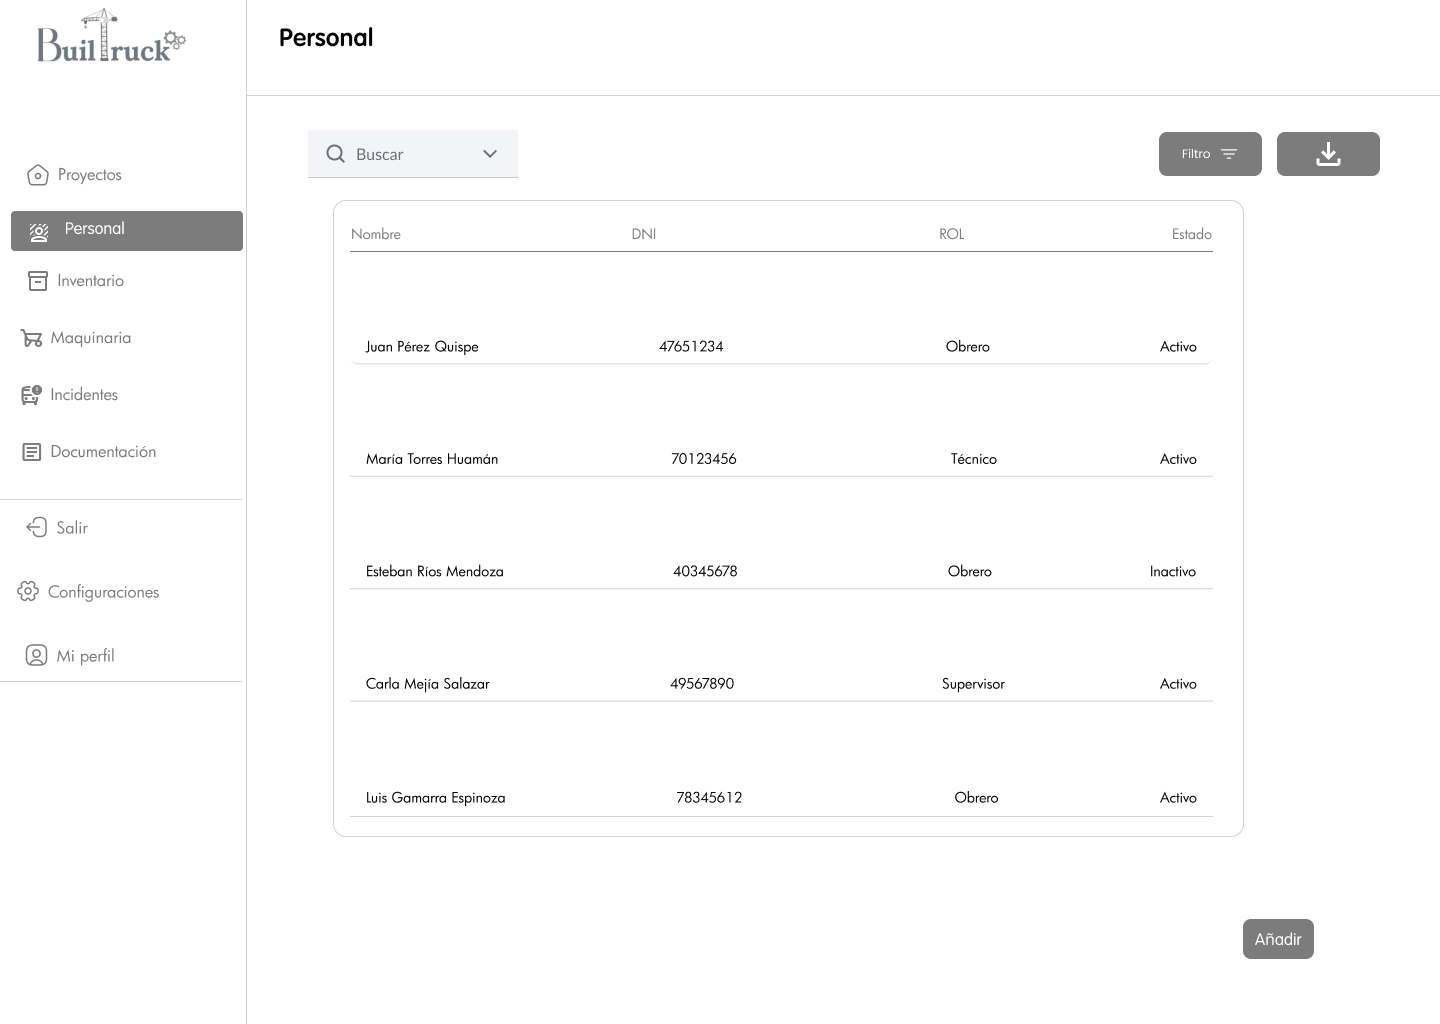 BuilTruck
Personal
Proyectos
Personal
Inventario
Maquinaria
Incidentes
Documentación
Salir
Configuraciones
Mi perfil
Buscar
Filtro
Nombre DNI ROL Estado
Juan Pérez Quispe 47651234 Obrero Activo
María Torres Huamán 70123456 Técnico Activo
Esteban Ríos Mendoza 40345678 Obrero Inactivo
Carla Mejía Salazar 49567890 Supervisor Activo
Luis Gamarra Espinoza 78345612 Obrero Activo
Añadir